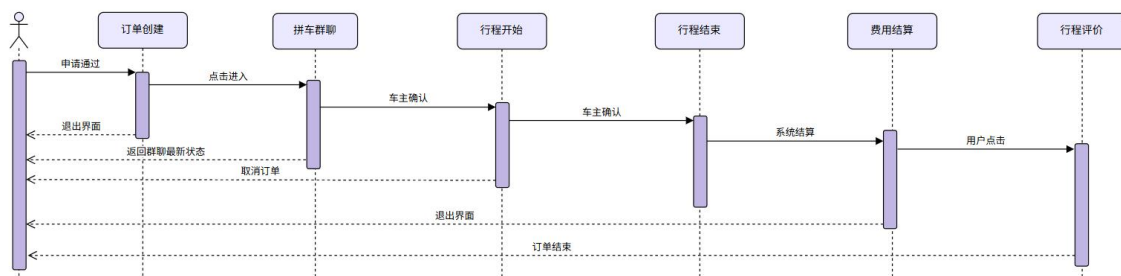 订单创建
拼车群聊
行程开始
行程结束
费用结算
行程评价
申请通过
点击进入
车主确认
车主确认
退出界面
系统结算
用户点击
返回群聊最新状态
取消订单
退出界面
订单结束